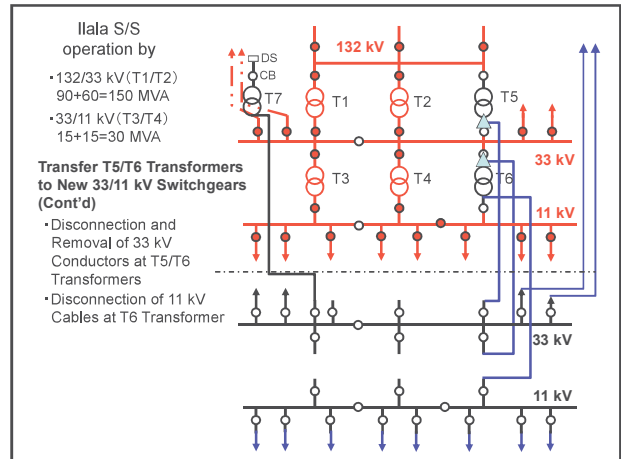 Ilala S/S
operation by
・132/33 kV(T1/T2)
90+60=150 MVA
・33/11 kV(T3/T4)
15+15=30 MVA
Transfer T5/T6 Transformers
to New 33/11 kV Switchgears
(Cont'd)
・Disconnection and
Removal of 33 kV
Conductors at T5/T6
Transformers
・Disconnection of 11 kV
Cables at T6 Transformer
DS
CB
T7
132 kV
T1
T2
T5
33 kV
T3
T4
T6
11 kV
33 kV
11 kV